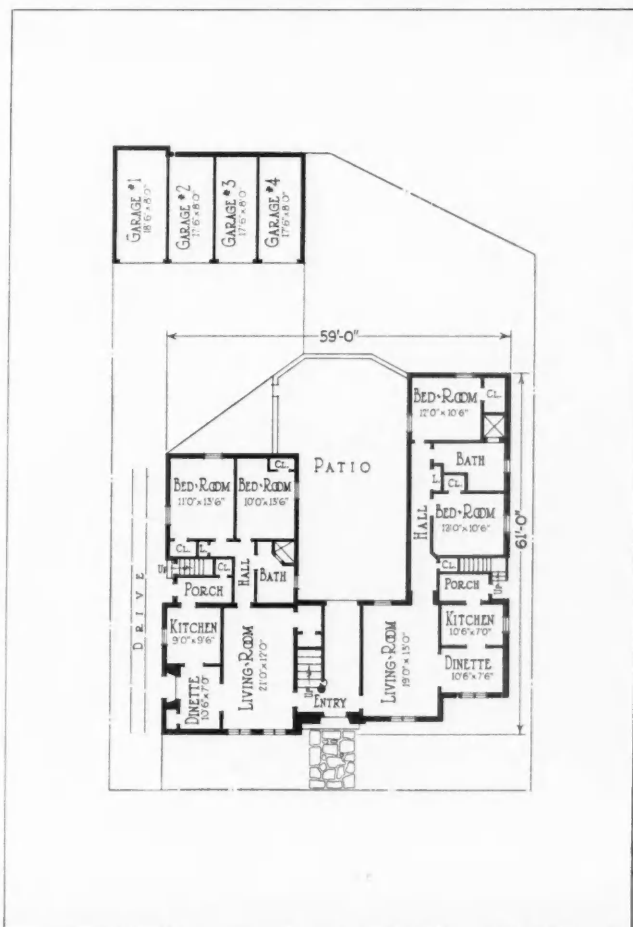 GARAGE #1
18'6"x8'0"
GARAGE #2
17'6"x8'0"
GARAGE #3
17'6"x8'0"
GARAGE #4
17'6"x8'0"
59'-0"
BED-ROOM
12'0"x10'6"
CL.
PATIO
BATH
CL.
BED-ROOM
11'0"x13'6"
BED-ROOM
10'0"x13'6"
L.
CL.
BED-ROOM
12'0"x10'6"
HALL
61'-0"
CL.
L.
CL.
UP
PORCH
HALL
BATH
CL.
PORCH
UP
DRIVE
KITCHEN
9'0"x9'6"
LIVING-ROOM
21'0"x12'0"
UP
ENTRY
LIVING-ROOM
19'0"x13'0"
KITCHEN
10'6"x7'0"
DINETTE
10'6"x7'0"
DINETTE
10'6"x7'6"